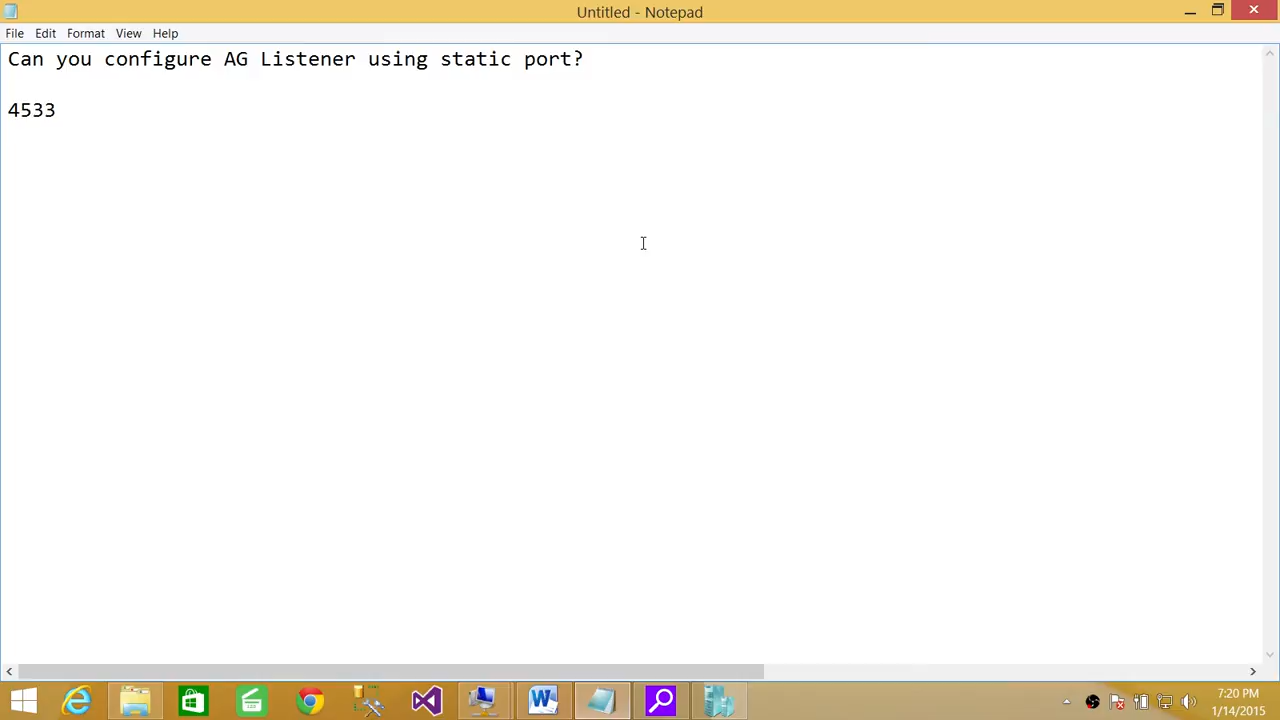 Untitled - Notepad
File Edit Format View Help
Can you configure AG Listener using static port?
4533
7:20 PM
1/14/2015